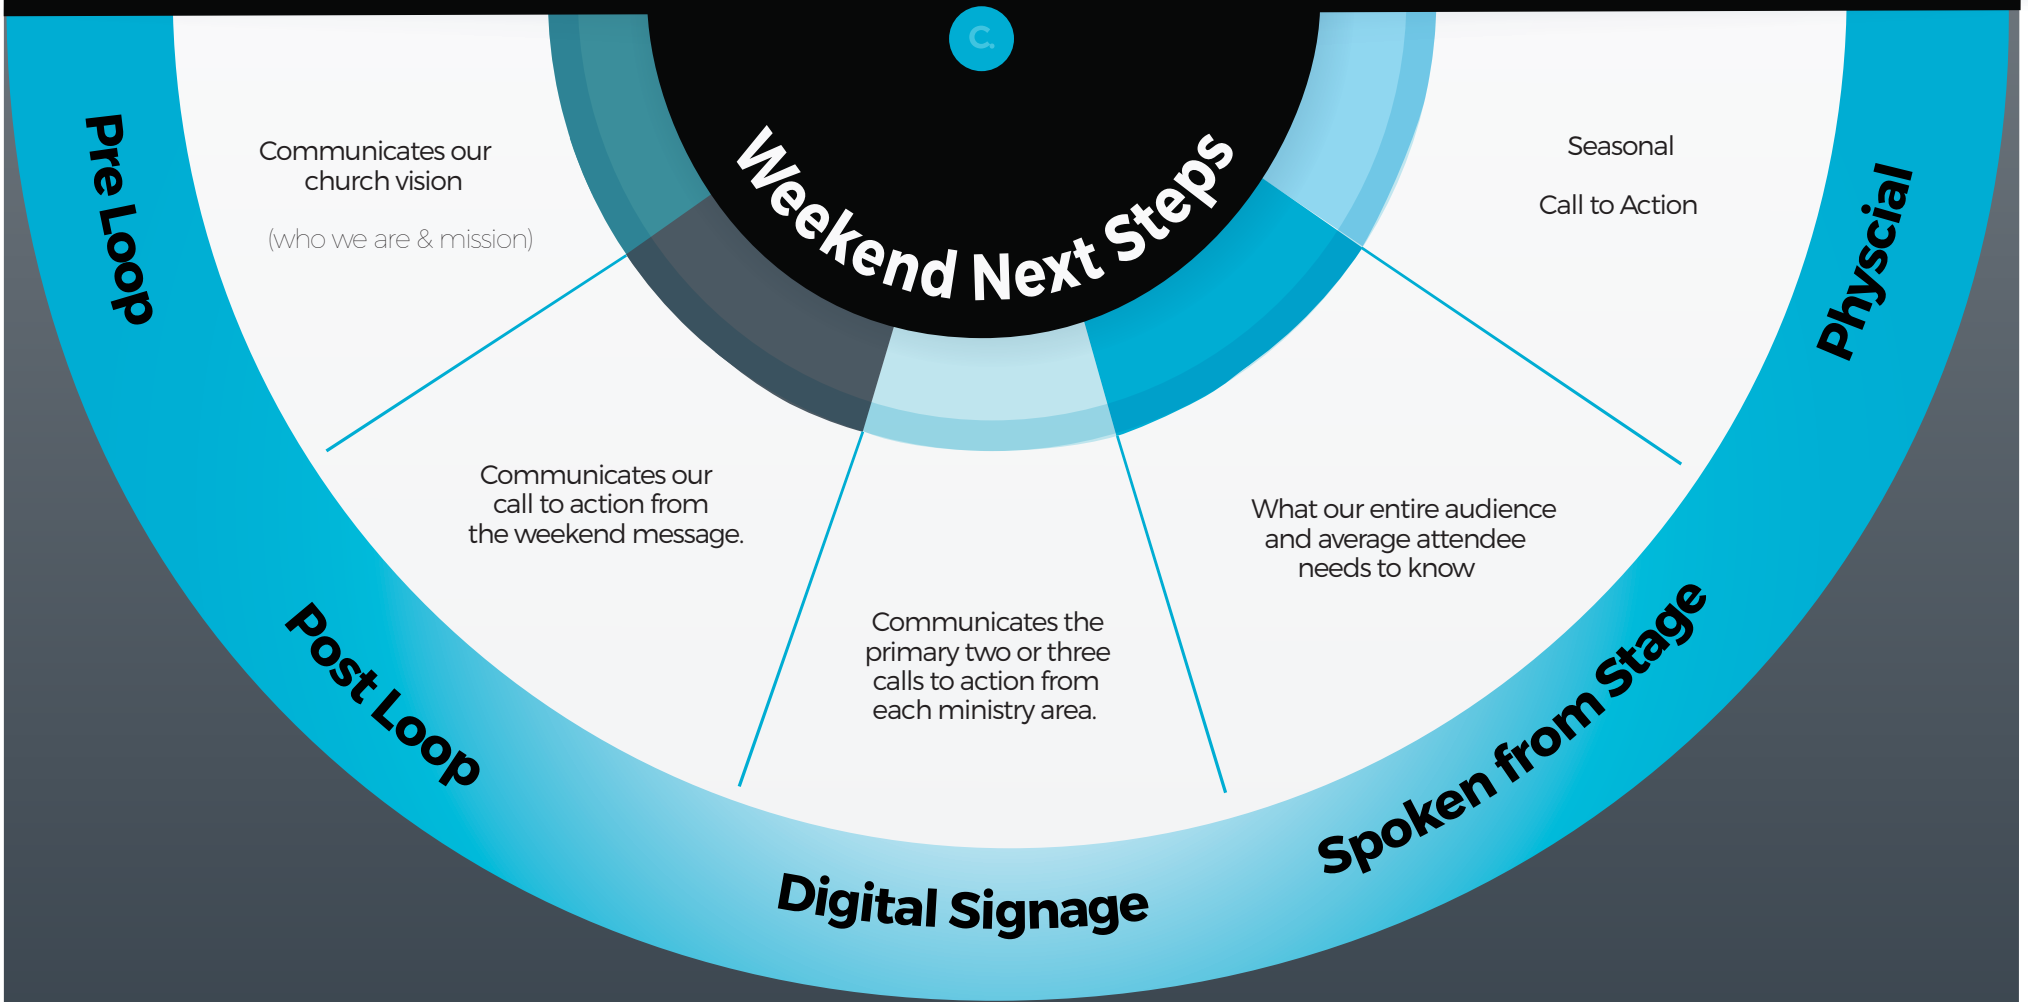 C.
Weekend Next Steps
Pre Loop
Communicates our
church vision
(who we are & mission)
Post Loop
Communicates our
call to action from
the weekend message.
Digital Signage
Communicates the
primary two or three
calls to action from
each ministry area.
Spoken from Stage
What our entire audience
and average attendee
needs to know
Physcial
Seasonal
Call to Action